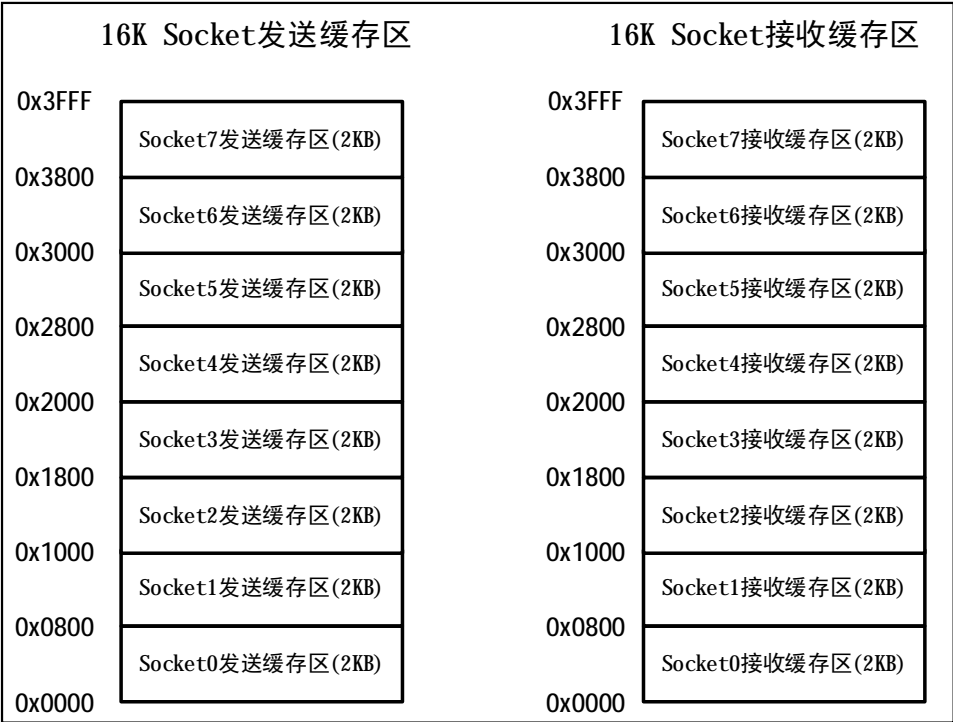 16K Socket发送缓存区
0x3FFF
Socket7发送缓存区(2KB)
0x3800
Socket6发送缓存区(2KB)
0x3000
Socket5发送缓存区(2KB)
0x2800
Socket4发送缓存区(2KB)
0x2000
Socket3发送缓存区(2KB)
0x1800
Socket2发送缓存区(2KB)
0x1000
Socket1发送缓存区(2KB)
0x0800
Socket0发送缓存区(2KB)
0x0000
16K Socket接收缓存区
0x3FFF
Socket7接收缓存区(2KB)
0x3800
Socket6接收缓存区(2KB)
0x3000
Socket5接收缓存区(2KB)
0x2800
Socket4接收缓存区(2KB)
0x2000
Socket3接收缓存区(2KB)
0x1800
Socket2接收缓存区(2KB)
0x1000
Socket1接收缓存区(2KB)
0x0800
Socket0接收缓存区(2KB)
0x0000